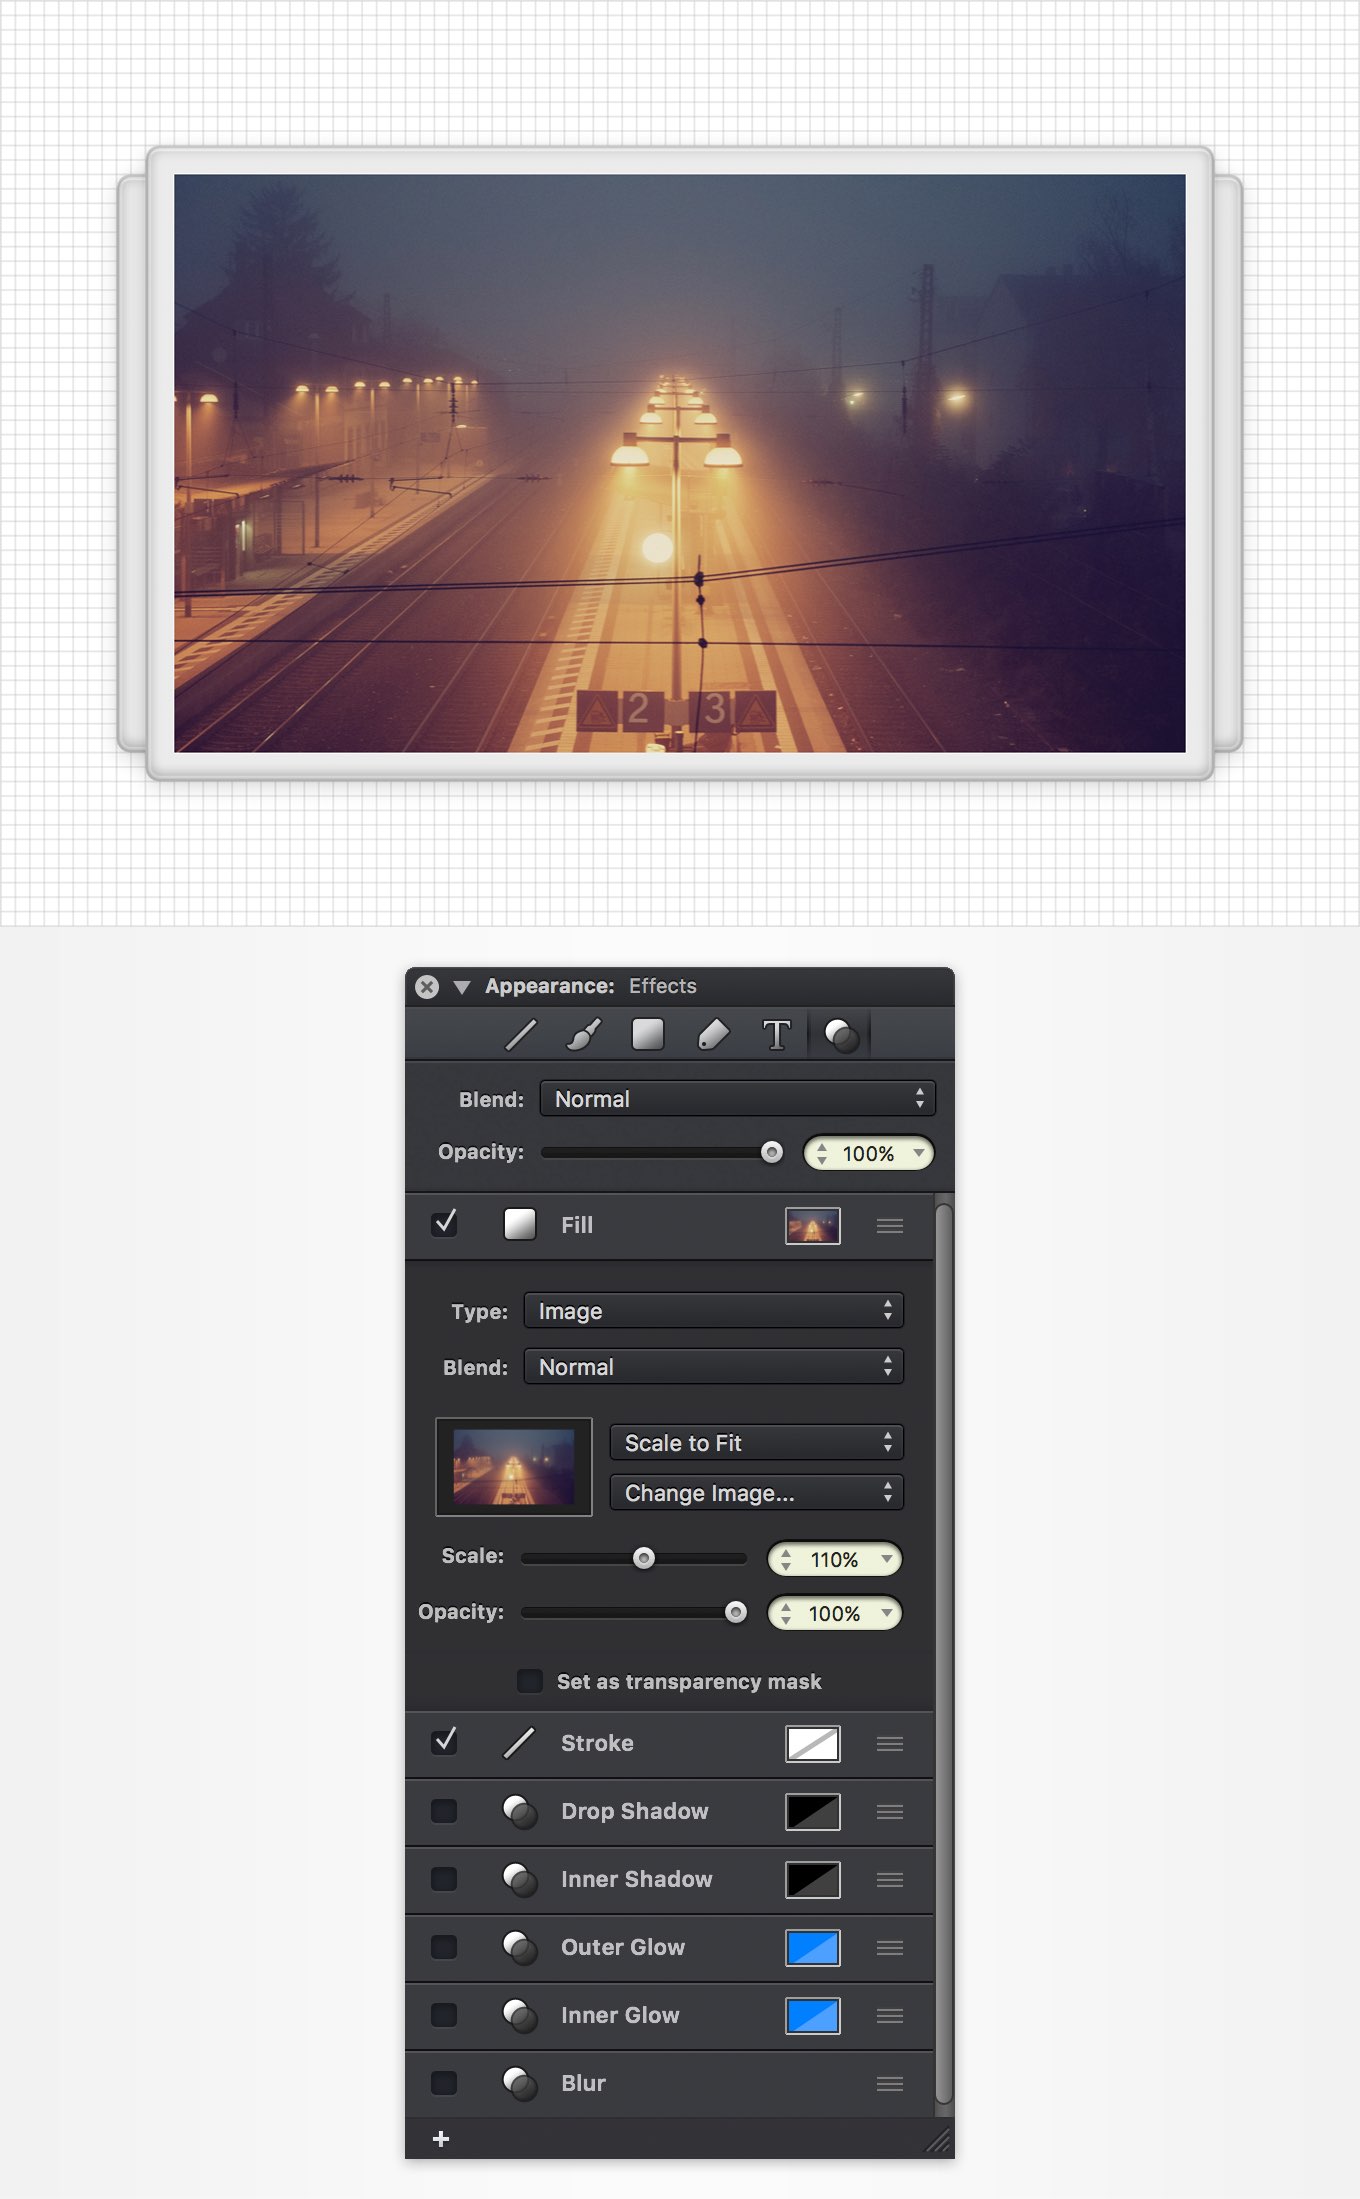 2 3
Appearance: Effects
T
Blend: Normal
Opacity: 100%
Fill
Type: Image
Blend: Normal
Scale to Fit
Change Image...
Scale: 110%
Opacity: 100%
Set as transparency mask
Stroke
Drop Shadow
Inner Shadow
Outer Glow
Inner Glow
Blur